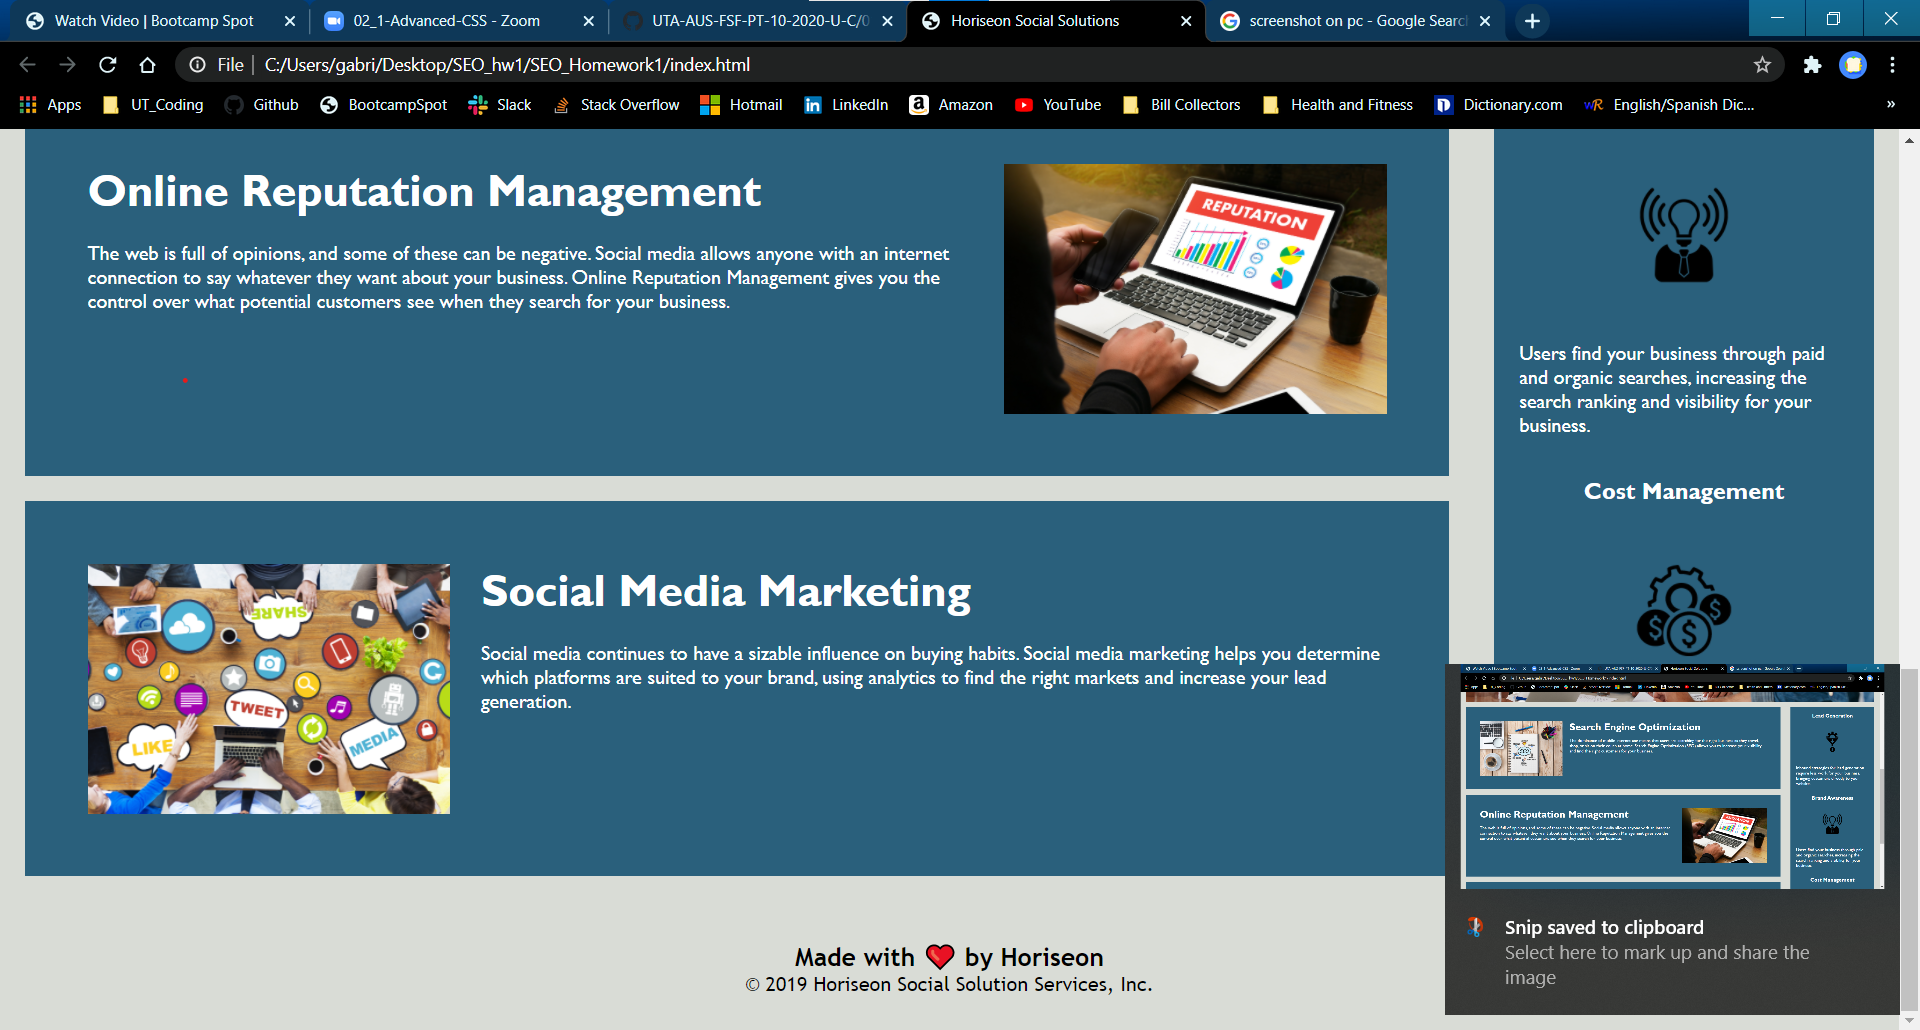 Watch Video | Bootcamp Spot
02_1-Advanced-CSS - Zoom
UTA-AUS-FSF-PT-10-2020-U-C/0
Horiseon Social Solutions
screenshot on pc - Google Searc
File
C:/Users/gabri/Desktop/SEO_hw1/SEO_Homework1/index.html
Apps
UT_Coding
Github
BootcampSpot
Slack
Stack Overflow
Hotmail
LinkedIn
Amazon
YouTube
Bill Collectors
Health and Fitness
Dictionary.com
English/Spanish Dic...
»
Online Reputation Management
The web is full of opinions, and some of these can be negative. Social media allows anyone with an internet
connection to say whatever they want about your business. Online Reputation Management gives you the
control over what potential customers see when they search for your business.
REPUTATION
Users find your business through paid
and organic searches, increasing the
search ranking and visibility for your
business.
Cost Management
SHARE
TWEET
LIKE
MEDIA
Social Media Marketing
Social media continues to have a sizable influence on buying habits. Social media marketing helps you determine
which platforms are suited to your brand, using analytics to find the right markets and increase your lead
generation.
Search Engine Optimization
Lead Generation
Brand Awareness
Online Reputation Management
Cost Management
Snip saved to clipboard
Select here to mark up and share the
image
Made with ❤ by Horiseon
© 2019 Horiseon Social Solution Services, Inc.